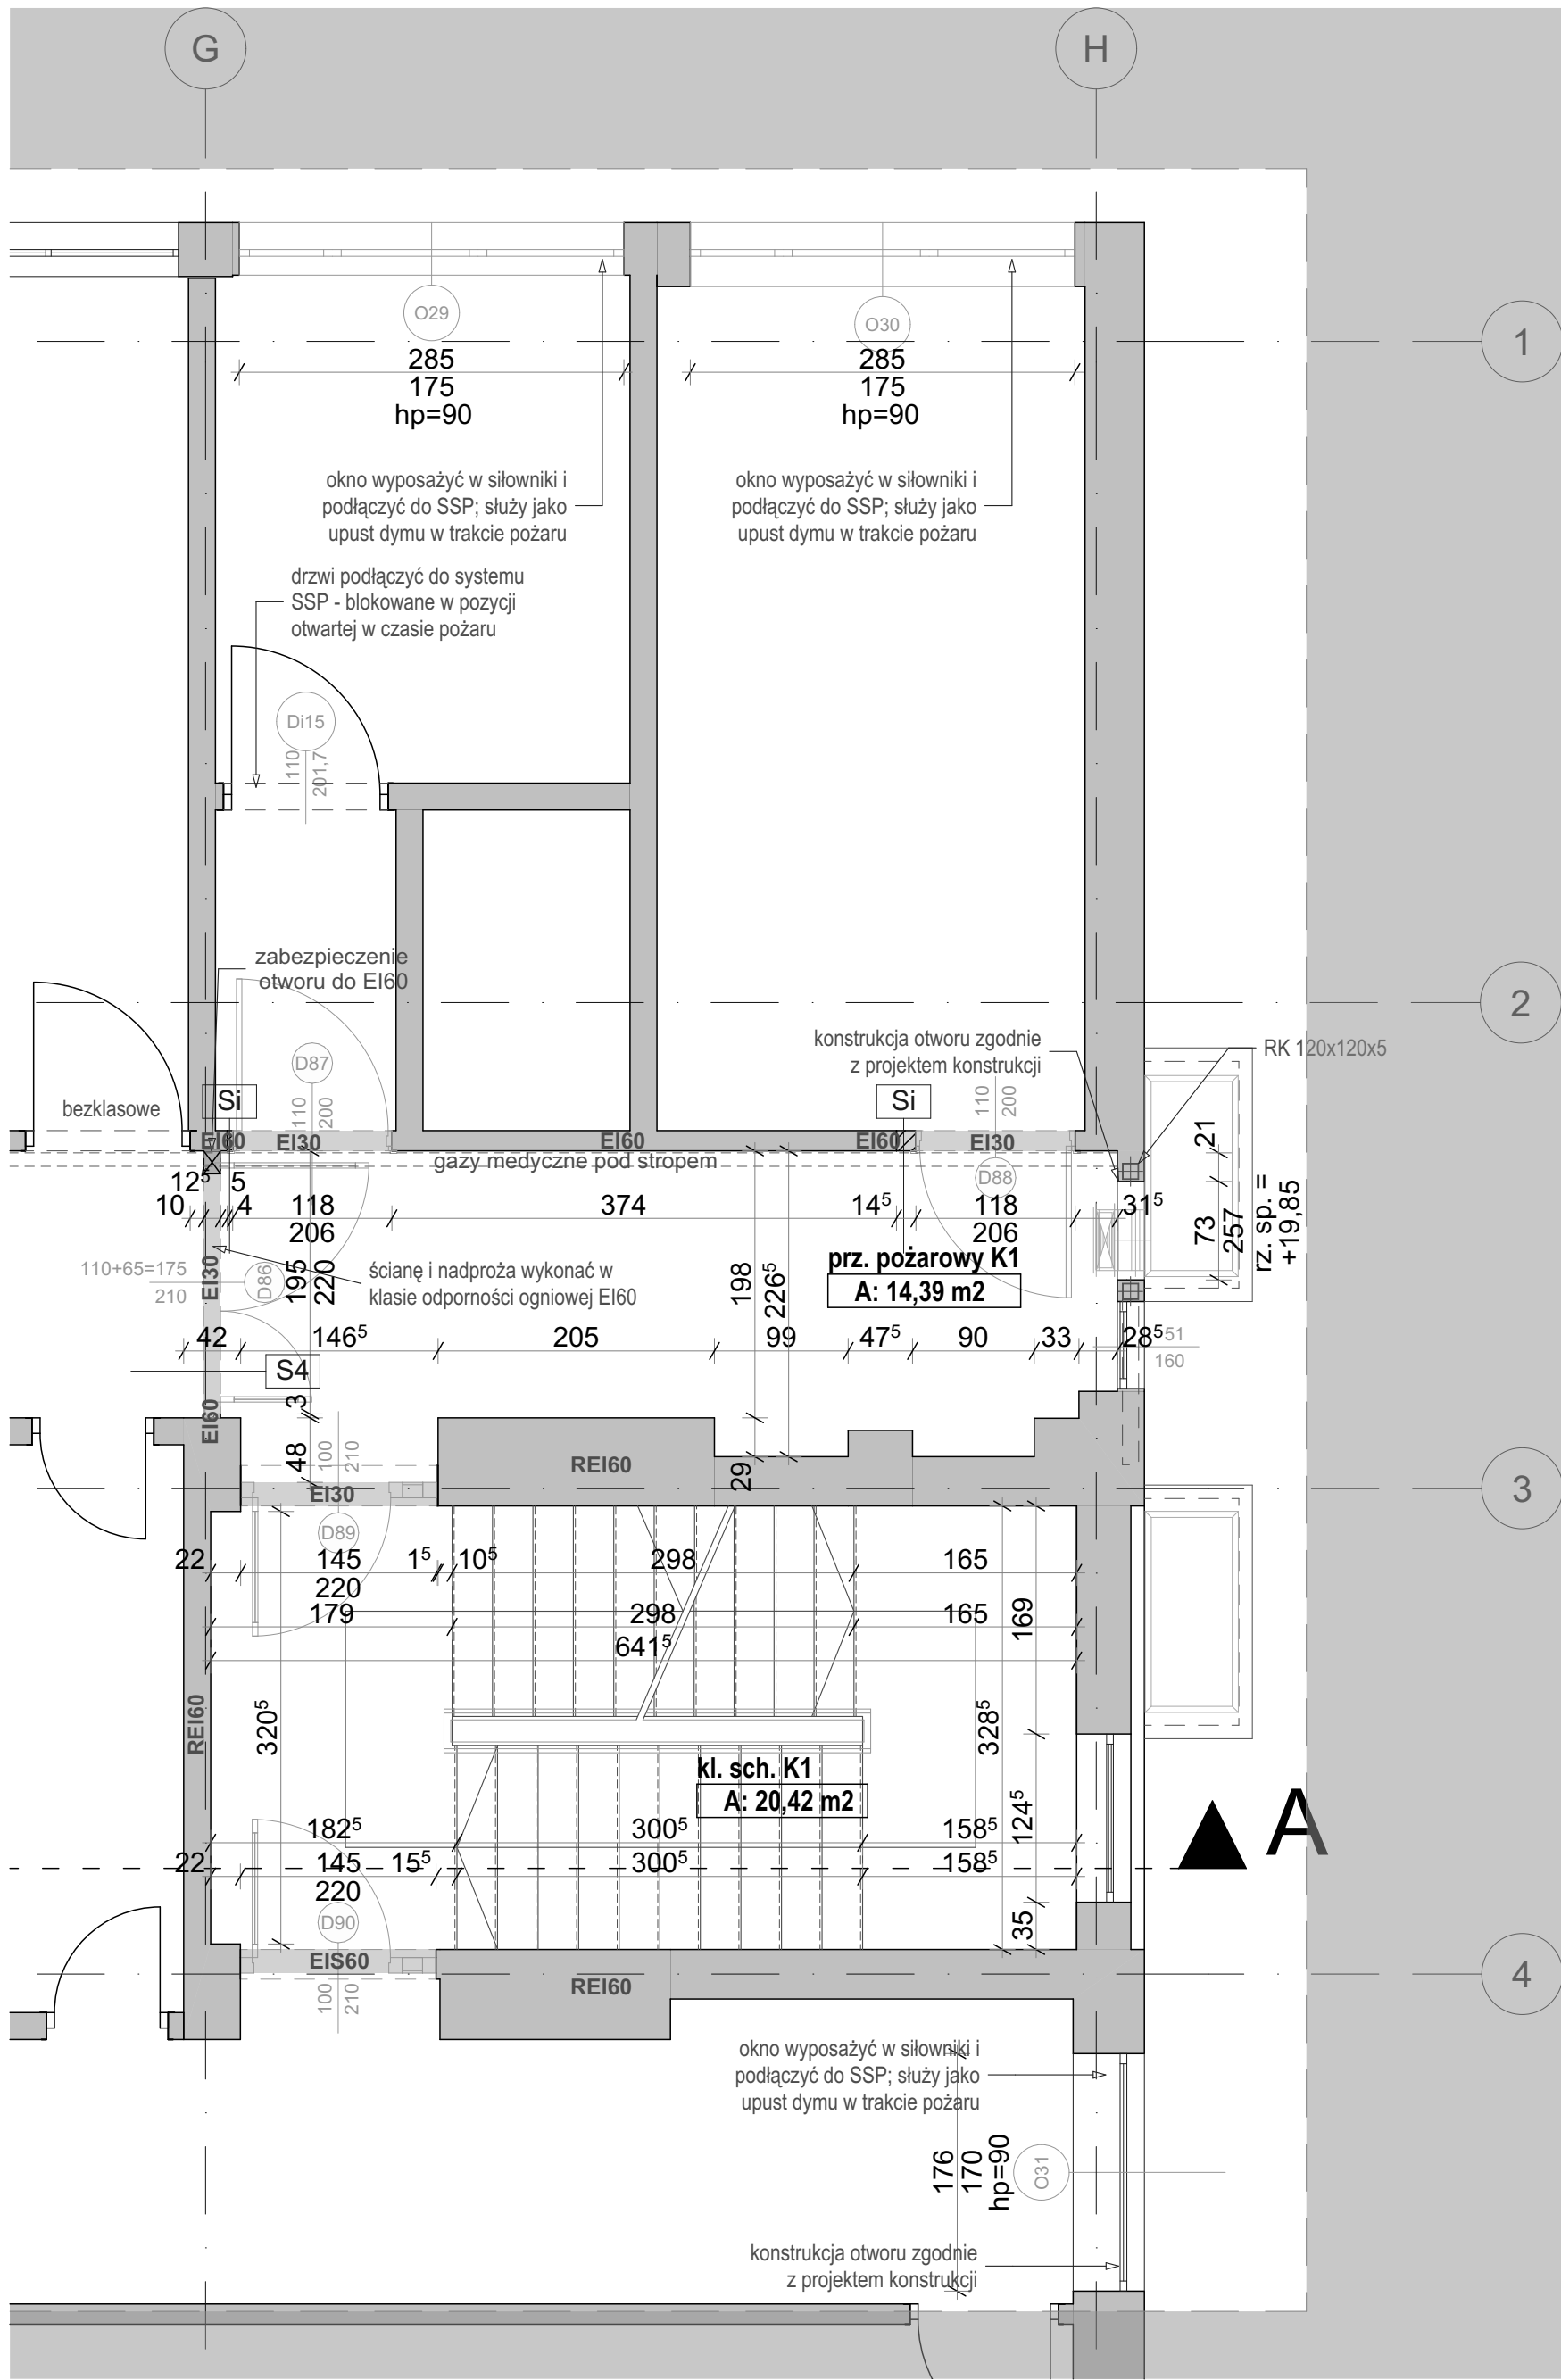 G
H
1
O29
O30
285
175
hp=90
285
175
hp=90
okno wyposażyć w siłowniki i
podłączyć do SSP; służy jako
upust dymu w trakcie pożaru
okno wyposażyć w siłowniki i
podłączyć do SSP; służy jako
upust dymu w trakcie pożaru
drzwi podłączyć do systemu
SSP - blokowane w pozycji
otwartej w czasie pożaru
Di15
110
201,7
zabezpieczenie
otworu do EI60
2
konstrukcja otworu zgodnie
z projektem konstrukcji
RK 120x120x5
D87
110
200
bezklasowe
Si
Si
110
200
EI60
EI30
EI60
EI60
EI30
gazy medyczne pod stropem
D88
21
12⁵
5
10
4
118
206
374
14⁵
118
206
31⁵
73
257
rz. sp. =
+19,85
110+65=175
210
EI30
D86
195
220
ścianę i nadproża wykonać w
klasie odporności ogniowej EI60
198
226⁵
prz. pożarowy K1
A: 14,39 m2
42
146⁵
205
99
47⁵
90
33
28⁵
51
160
S4
3
EI60
48
100
210
REI60
29
EI30
3
D89
22
145
220
1⁵
10⁵
298
165
179
298
165
169
641⁵
REI60
320⁵
328⁵
kl. sch. K1
A: 20,42 m2
124⁵
A
182⁵
300⁵
158⁵
22
145
220
15⁵
300⁵
158⁵
35
D90
EIS60
100
210
REI60
4
okno wyposażyć w siłowniki i
podłączyć do SSP; służy jako
upust dymu w trakcie pożaru
176
170
hp=90
O31
konstrukcja otworu zgodnie
z projektem konstrukcji